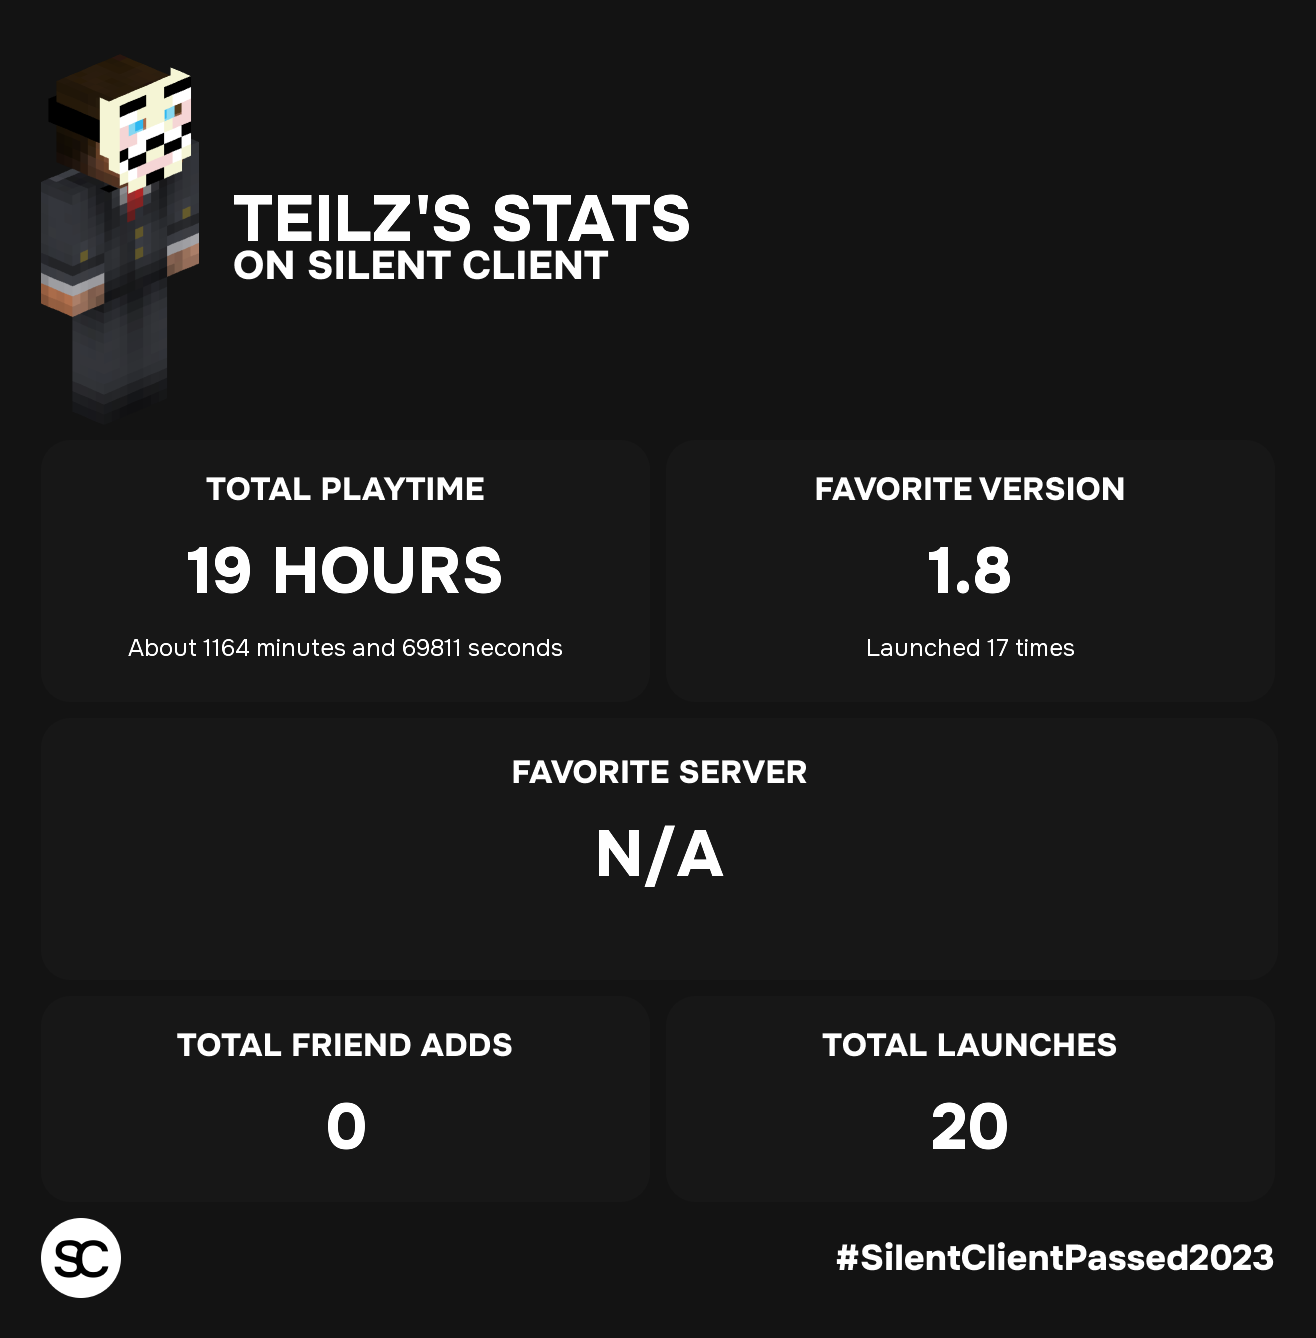 TEILZ'S STATS
ON SILENT CLIENT
TOTAL PLAYTIME
19 HOURS
About 1164 minutes and 69811 seconds
FAVORITE VERSION
1.8
Launched 17 times
FAVORITE SERVER
N/A
TOTAL FRIEND ADDS
0
TOTAL LAUNCHES
20
SC
#SilentClientPassed2023